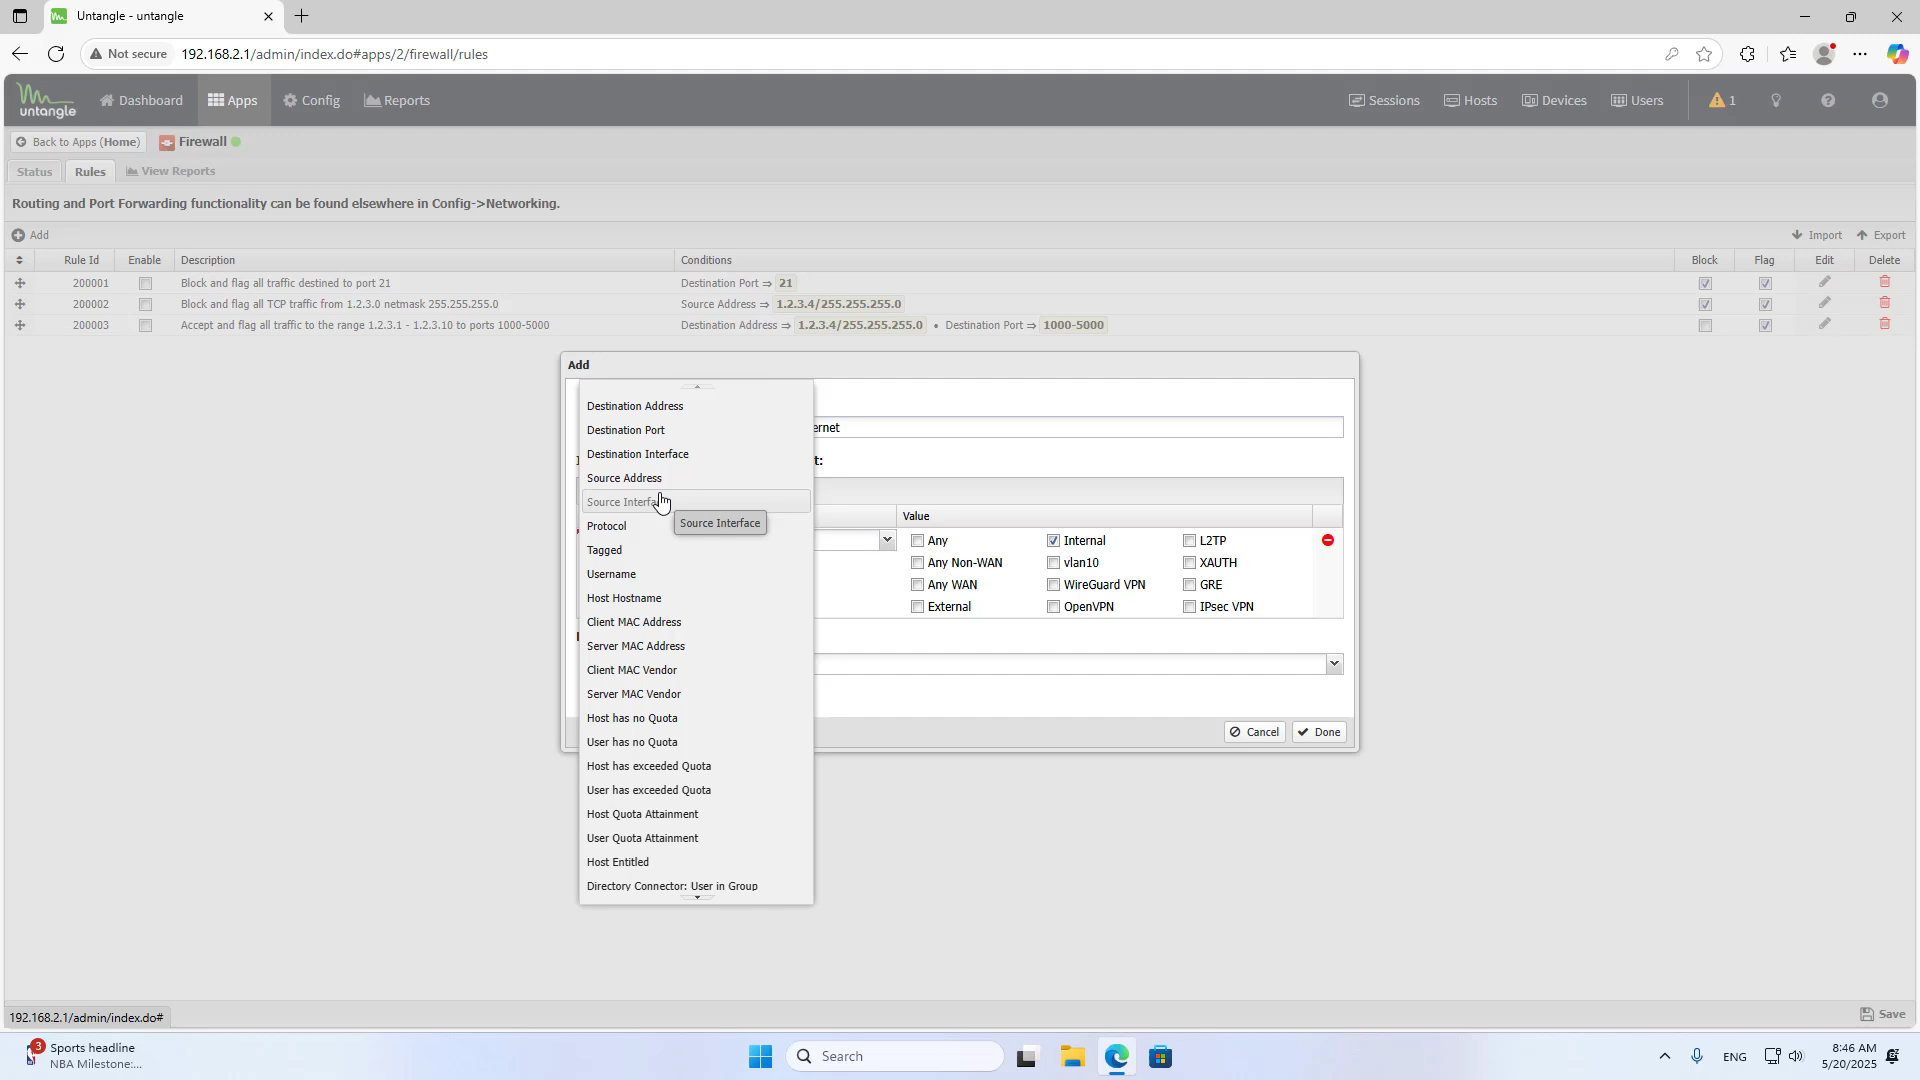 Untangle - untangle
Not secure
192.168.2.1/admin/index.do#apps/2/firewall/rules
untangle
Dashboard
Apps
Config
Reports
Sessions
Hosts
Devices
Users
1
Back to Apps (Home)
Firewall
Status
Rules
View Reports
Routing and Port Forwarding functionality can be found elsewhere in Config->Networking.
Add
Import
Export
Rule Id
Enable
Description
Conditions
Block
Flag
Edit
Delete
200001
Block and flag all traffic destined to port 21
Destination Port ⇒ 21
200002
Block and flag all TCP traffic from 1.2.3.0 netmask 255.255.255.0
Source Address ⇒ 1.2.3.4/255.255.255.0
200003
Accept and flag all traffic to the range 1.2.3.1 - 1.2.3.10 to ports 1000-5000
Destination Address ⇒ 1.2.3.4/255.255.255.0 • Destination Port ⇒ 1000-5000
Add
Destination Address
Destination Port
Destination Interface
Source Address
Source Interfa
Source Interface
Protocol
Tagged
Username
Host Hostname
Client MAC Address
Server MAC Address
Client MAC Vendor
Server MAC Vendor
Host has no Quota
User has no Quota
Host has exceeded Quota
User has exceeded Quota
Host Quota Attainment
User Quota Attainment
Host Entitled
Directory Connector: User in Group
ernet
t:
Value
Any
Internal
L2TP
Any Non-WAN
vlan10
XAUTH
Any WAN
WireGuard VPN
GRE
External
OpenVPN
IPsec VPN
Cancel
Done
192.168.2.1/admin/index.do#
Save
3
Sports headline
NBA Milestone:...
Search
ENG
8:46 AM
5/20/2025